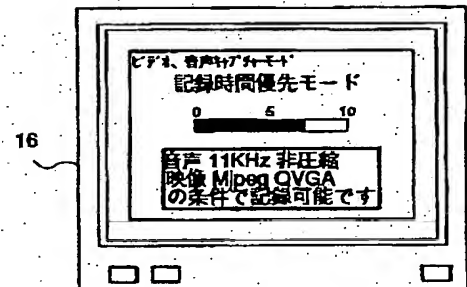 ビデオ、音声キャプチャーモード
記録時間優先モード
0 5 10
16
音声 11KHz 非圧縮
映像 Mjpeg QVGA
の条件で記録可能です